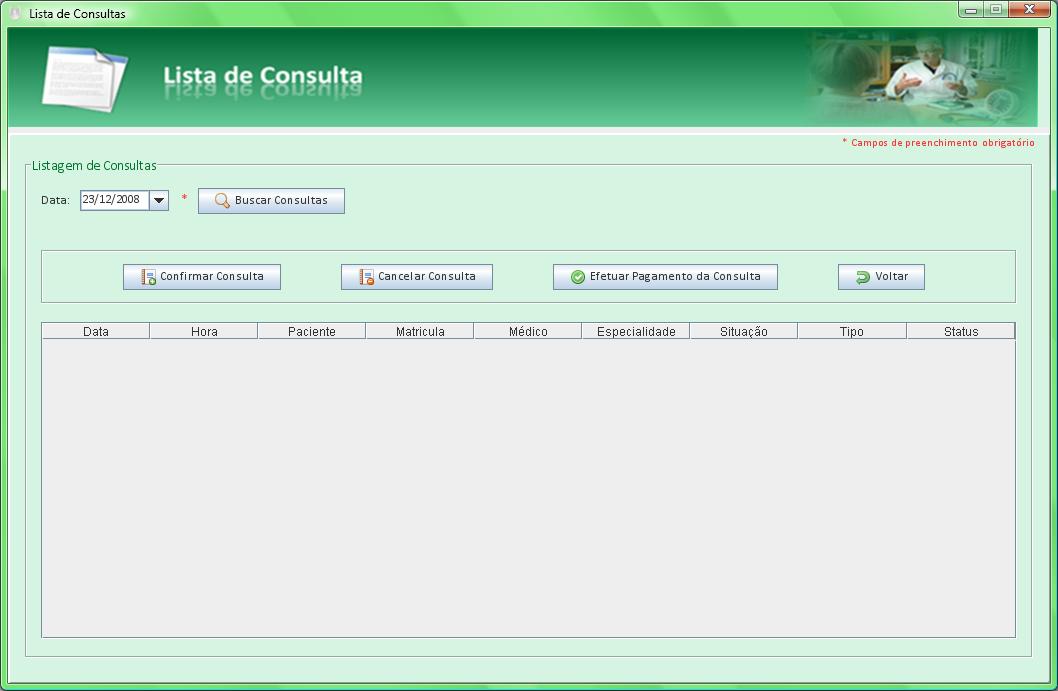 Lista de Consultas
Lista de Consulta
* Campos de preenchimento obrigatório
Listagem de Consultas
Data: 23/12/2008 * Buscar Consultas
Confirmar Consulta Cancelar Consulta Efetuar Pagamento da Consulta Voltar
Data Hora Paciente Matricula Médico Especialidade Situação Tipo Status